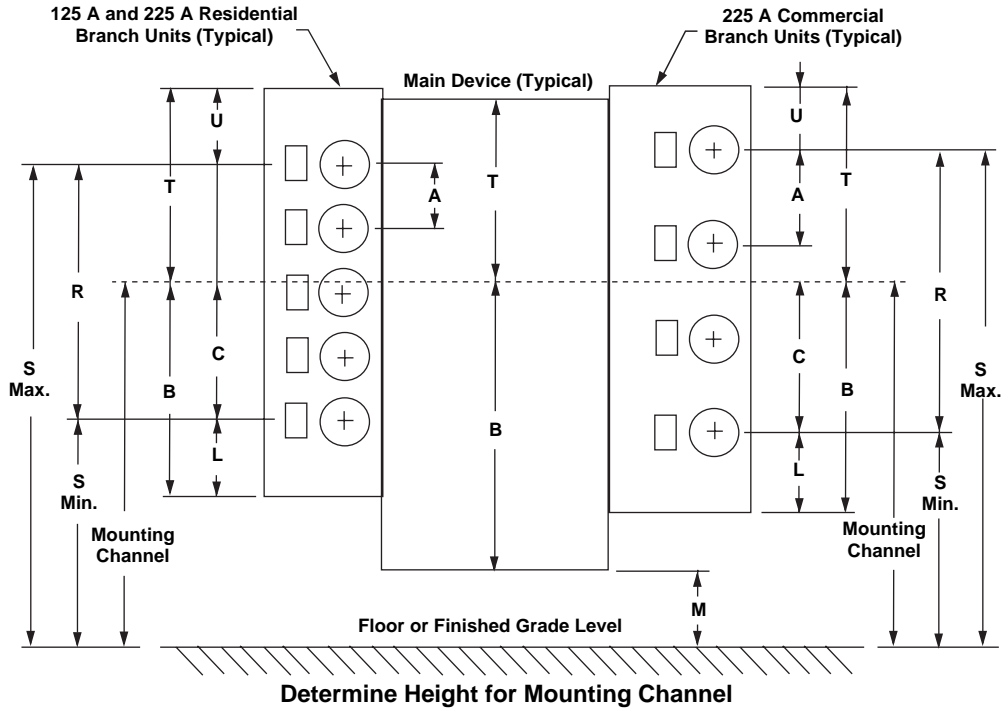 125 A and 225 A Residential
Branch Units (Typical)
225 A Commercial
Branch Units (Typical)
Main Device (Typical)
U
T
A
T
U
A
T
R
C
S
Max.
B
L
S
Min.
Mounting
Channel
B
R
C
B
S
Max.
L
S
Min.
Mounting
Channel
M
Floor or Finished Grade Level
Determine Height for Mounting Channel